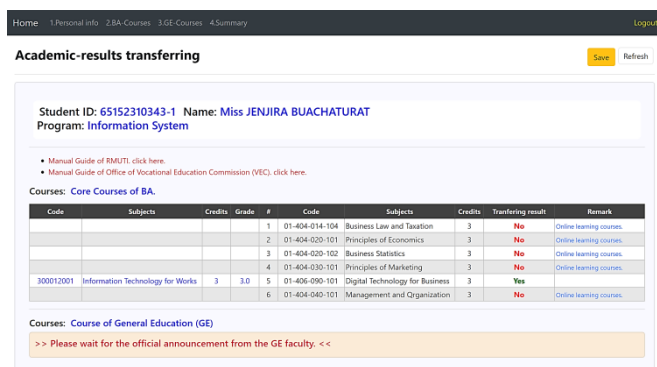 Home 1.Personal info 2.BA-Courses 3.GE-Courses 4.Summary Logout
Academic-results transferring Save Refresh
Student ID: 65152310343-1 Name: Miss JENJIRA BUACHATURAT
Program: Information System
• Manual Guide of RMUTI. click here.
• Manual Guide of Office of Vocational Education Commission (VEC). click here.
Courses: Core Courses of BA.
Code Subjects Credits Grade # Code Subjects Credits Tranfering result Remark
1 01-404-014-104 Business Law and Taxation 3 No Online learning courses.
2 01-404-020-101 Principles of Economics 3 No Online learning courses.
3 01-404-020-102 Business Statistics 3 No Online learning courses.
4 01-404-030-101 Principles of Marketing 3 No Online learning courses.
300012001 Information Technology for Works 3 3.0 5 01-406-090-101 Digital Technology for Business 3 Yes
6 01-404-040-101 Management and Qrganization 3 No Online learning courses.
Courses: Course of General Education (GE)
>> Please wait for the official announcement from the GE faculty. <<